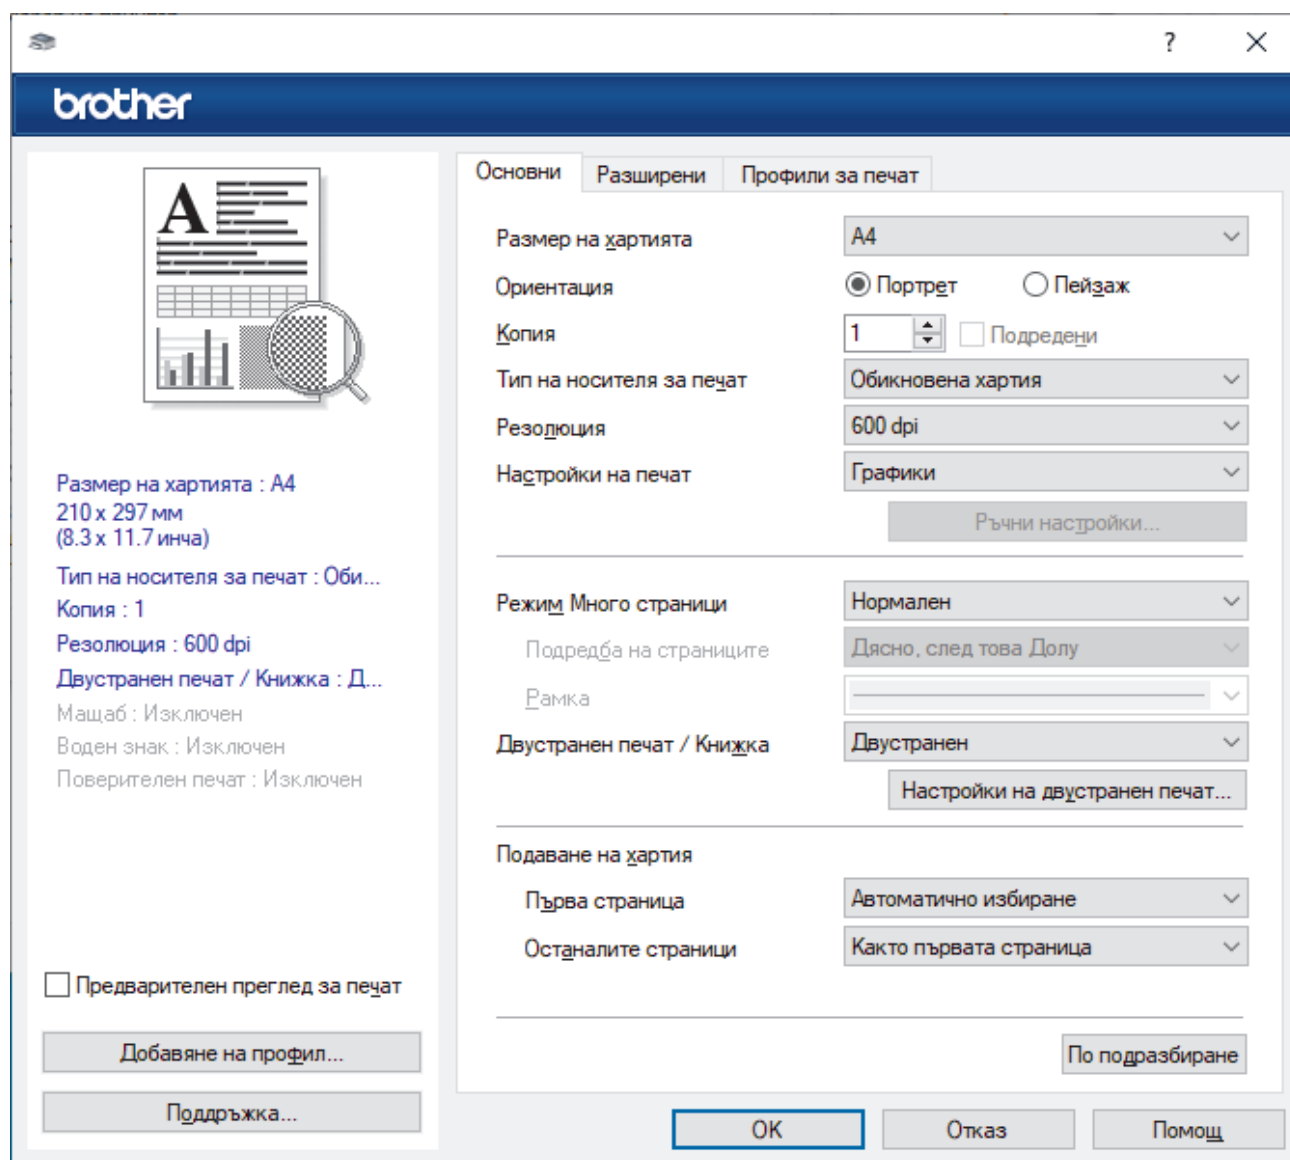 brother
Размер на хартията : A4
210 x 297 мм
(8.3 x 11.7 инча)
Тип на носителя за печат : Оби...
Копия : 1
Резолюция : 600 dpi
Двустранен печат / Книжка : Д...
Мащаб : Изключен
Воден знак : Изключен
Поверителен печат : Изключен
Предварителен преглед за печат
Добавяне на профил...
Поддръжка...
Основни Разширени Профили за печат
Размер на хартията A4
Ориентация Портрет Пейзаж
Копия 1 Подредени
Тип на носителя за печат Обикновена хартия
Резолюция 600 dpi
Настройки на печат Графики
Ръчни настройки...
Режим Много страници Нормален
Подредба на страниците Дясно, след това Долу
Рамка
Двустранен печат / Книжка Двустранен
Настройки на двустранен печат...
Подаване на хартия
Първа страница Автоматично избиране
Останалите страници Както първата страница
По подразбиране
OK Отказ Помощ